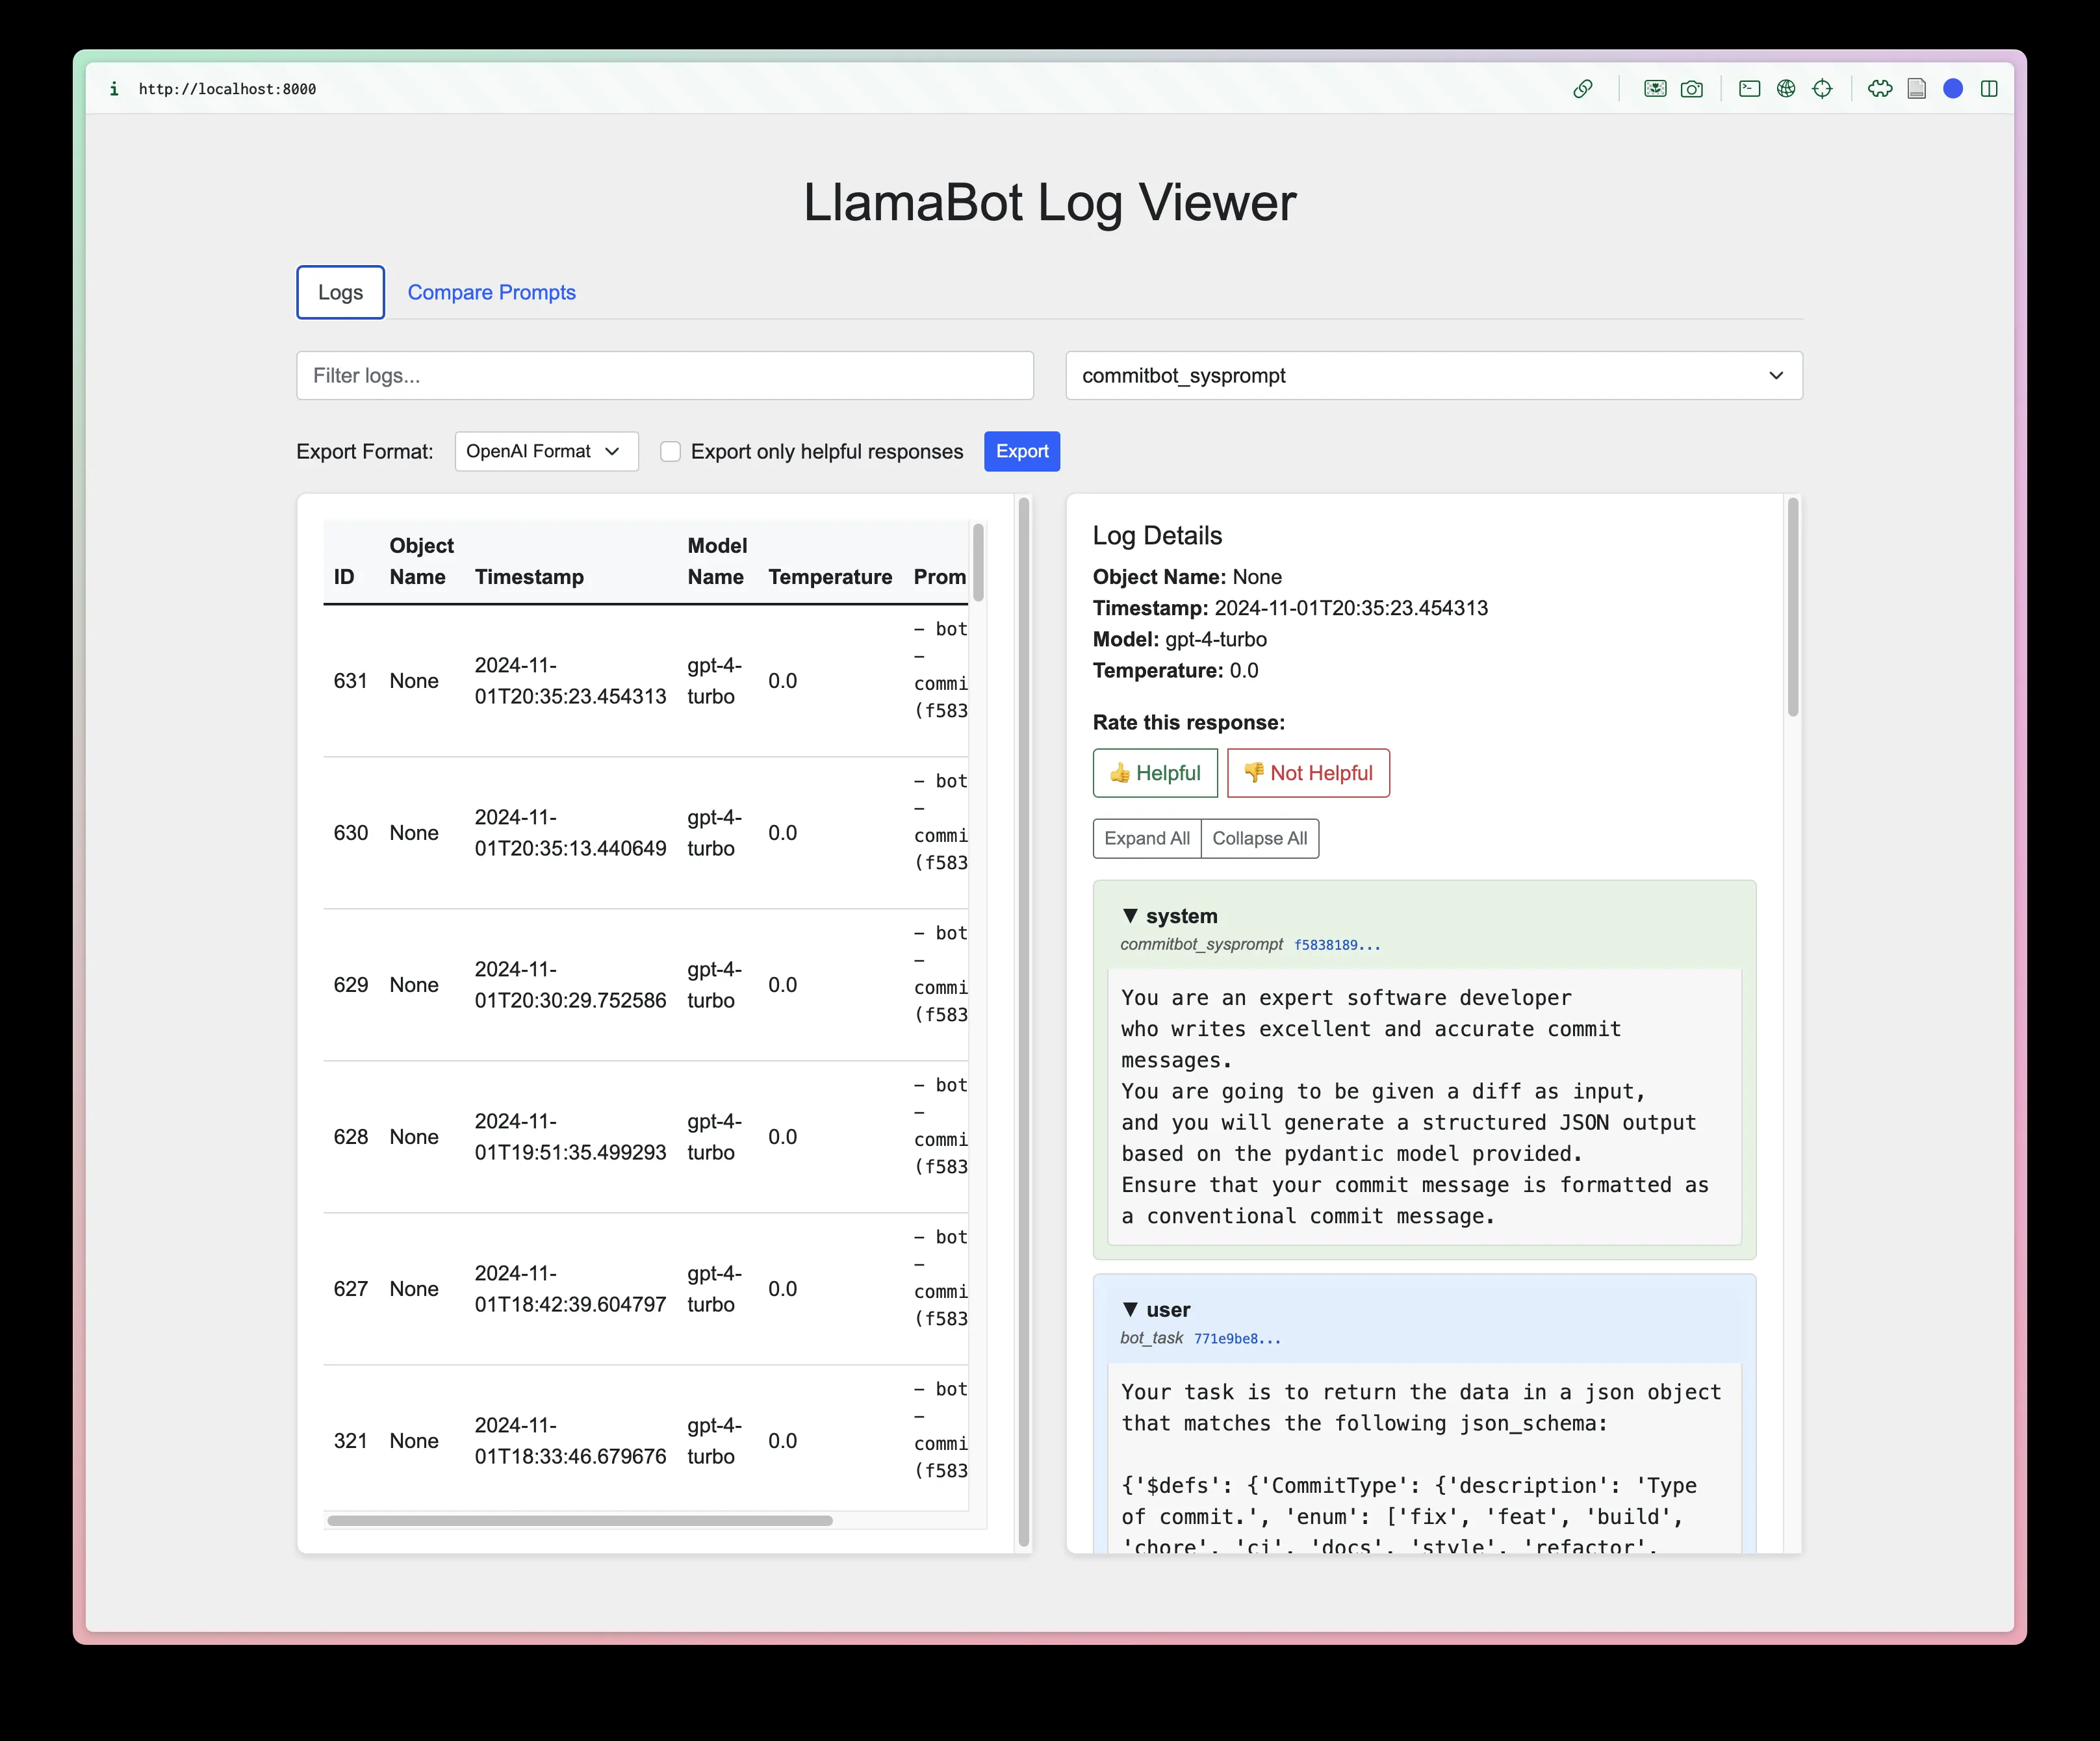 i http://localhost:8000
LlamaBot Log Viewer
Logs Compare Prompts
Filter logs...
commitbot_sysprompt
Export Format: OpenAI Format Export only helpful responses Export
Object
Name
Model
Name
ID Timestamp Temperature Prom
631 None 2024-11-
01T20:35:23.454313
gpt-4-
turbo
0.0
– bot
–
commi
(f583
630 None 2024-11-
01T20:35:13.440649
gpt-4-
turbo
0.0
– bot
–
commi
(f583
629 None 2024-11-
01T20:30:29.752586
gpt-4-
turbo
0.0
– bot
–
commi
(f583
628 None 2024-11-
01T19:51:35.499293
gpt-4-
turbo
0.0
– bot
–
commi
(f583
627 None 2024-11-
01T18:42:39.604797
gpt-4-
turbo
0.0
– bot
–
commi
(f583
321 None 2024-11-
01T18:33:46.679676
gpt-4-
turbo
0.0
– bot
–
commi
(f583
Log Details
Object Name: None
Timestamp: 2024-11-01T20:35:23.454313
Model: gpt-4-turbo
Temperature: 0.0
Rate this response:
👍 Helpful 👎 Not Helpful
Expand All Collapse All
▼ system
commitbot_sysprompt f5838189...
You are an expert software developer
who writes excellent and accurate commit
messages.
You are going to be given a diff as input,
and you will generate a structured JSON output
based on the pydantic model provided.
Ensure that your commit message is formatted as
a conventional commit message.
▼ user
bot_task 771e9be8...
Your task is to return the data in a json object
that matches the following json_schema:
{'$defs': {'CommitType': {'description': 'Type
of commit.', 'enum': ['fix', 'feat', 'build',
'chore', 'ci', 'docs', 'style', 'refactor',